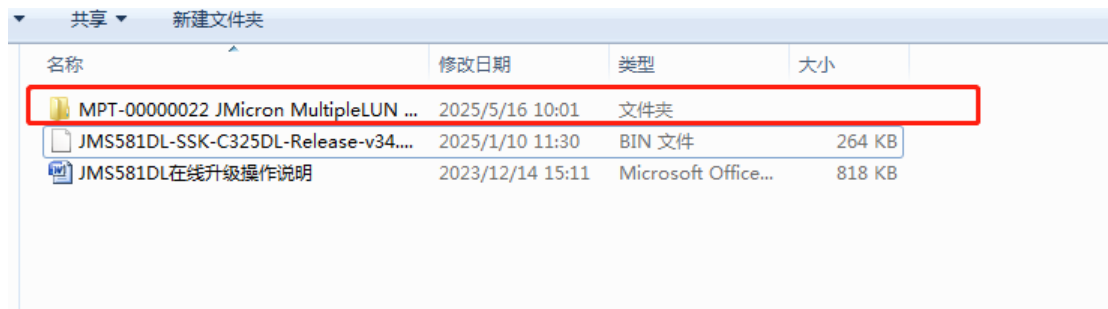 共享 新建文件夹
名称 修改日期 类型 大小
MPT-00000022 JMicron MultipleLUN ... 2025/5/16 10:01 文件夹
JMS581DL-SSK-C325DL-Release-v34.... 2025/1/10 11:30 BIN 文件 264 KB
JMS581DL在线升级操作说明 2023/12/14 15:11 Microsoft Office... 818 KB